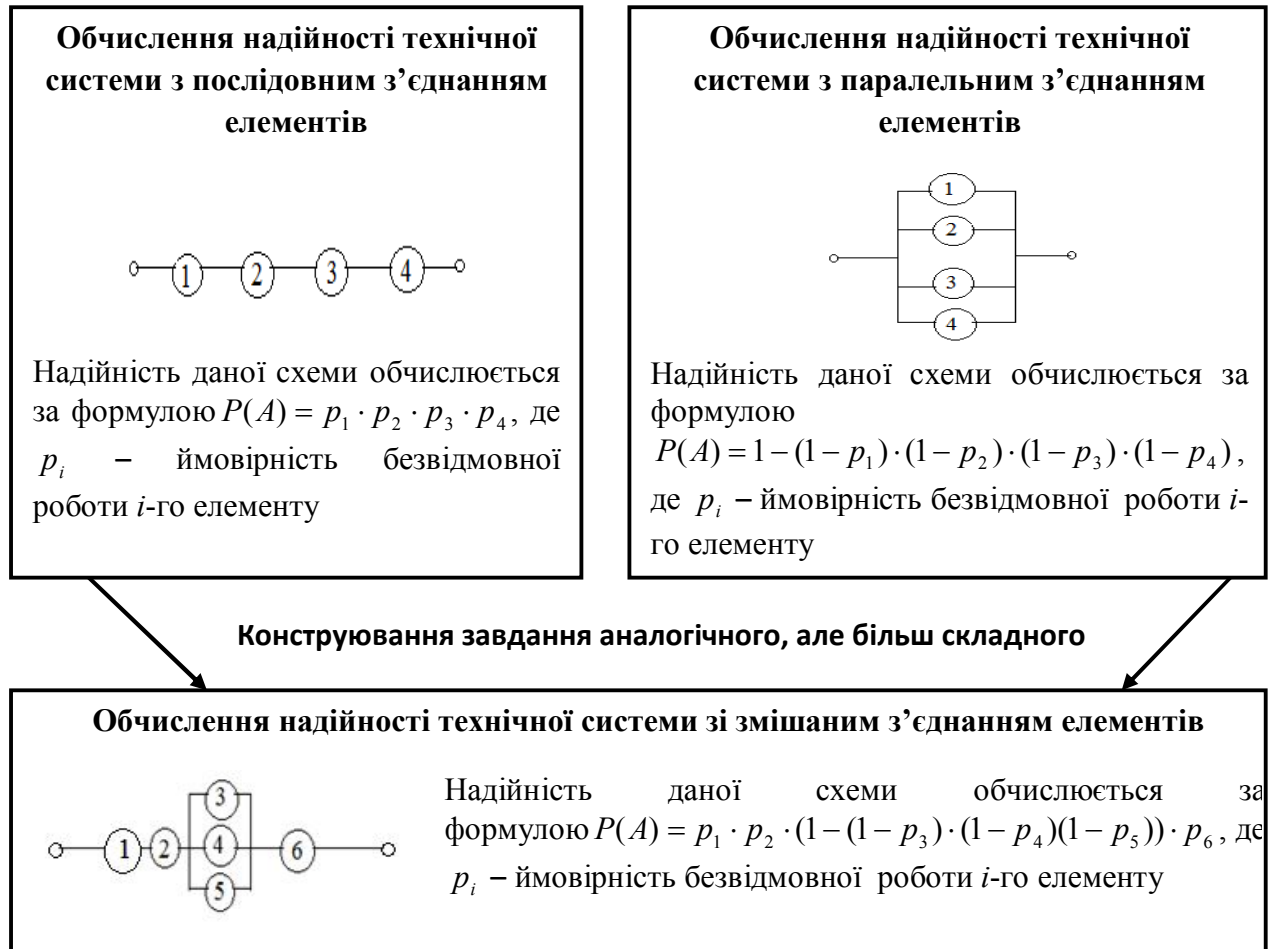 Обчислення надійності технічної
системи з послідовним з’єднанням
елементів
1 2 3 4
Надійність даної схеми обчислюється
за формулою P(A) = p₁ · p₂ · p₃ · p₄, де
pᵢ – ймовірність безвідмовної
роботи i-го елементу
Обчислення надійності технічної
системи з паралельним з’єднанням
елементів
1
2
3
4
Надійність даної схеми обчислюється за
формулою
P(A) = 1 − (1 − p₁) · (1 − p₂) · (1 − p₃) · (1 − p₄),
де pᵢ – ймовірність безвідмовної роботи i-
го елементу
Конструювання завдання аналогічного, але більш складного
Обчислення надійності технічної системи зі змішаним з’єднанням елементів
3
1 2 4 6
5
Надійність даної схеми обчислюється за
формулою P(A) = p₁ · p₂ · (1 − (1 − p₃) · (1 − p₄)(1 − p₅)) · p₆, де
pᵢ – ймовірність безвідмовної роботи i-го елементу